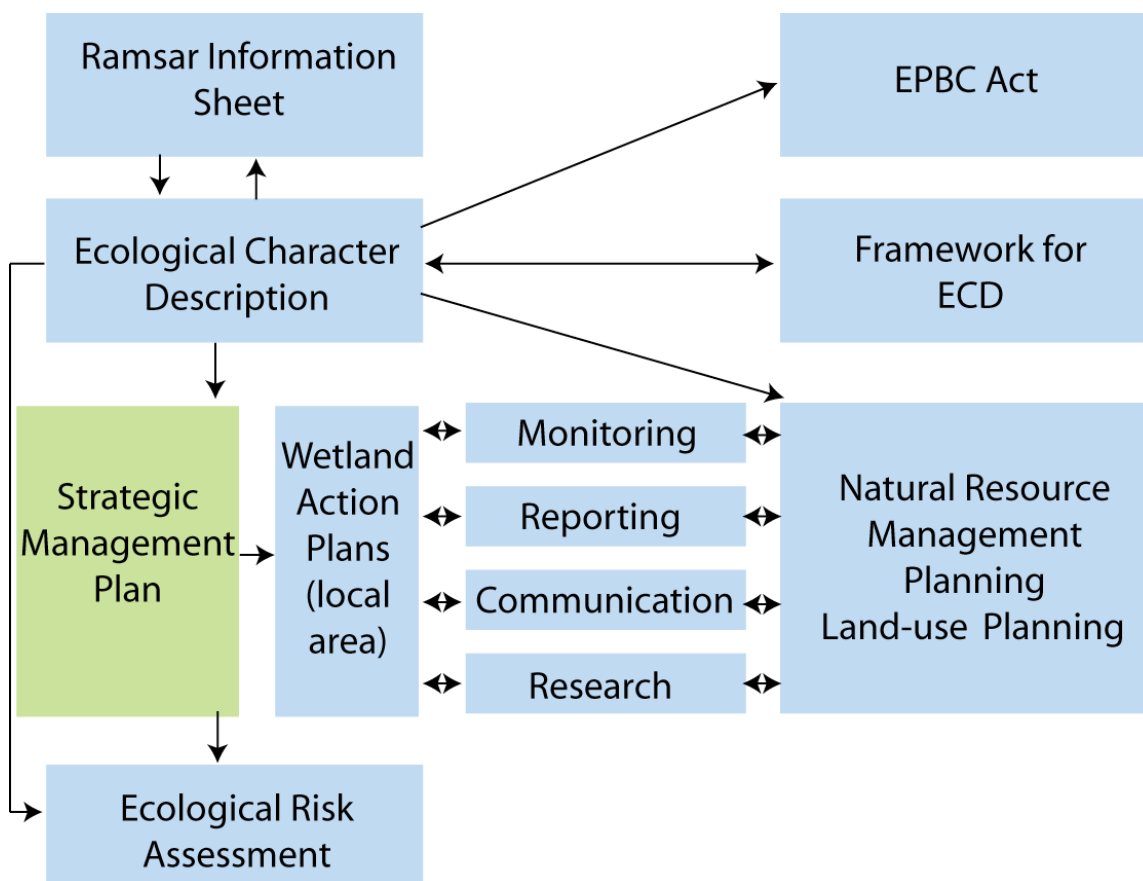 Ramsar Information
Sheet
EPBC Act
Ecological Character
Description
Framework for
ECD
Strategic
Management
Plan
Wetland
Action
Plans
(local
area)
Monitoring
Reporting
Communication
Research
Natural Resource
Management
Planning
Land-use Planning
Ecological Risk
Assessment